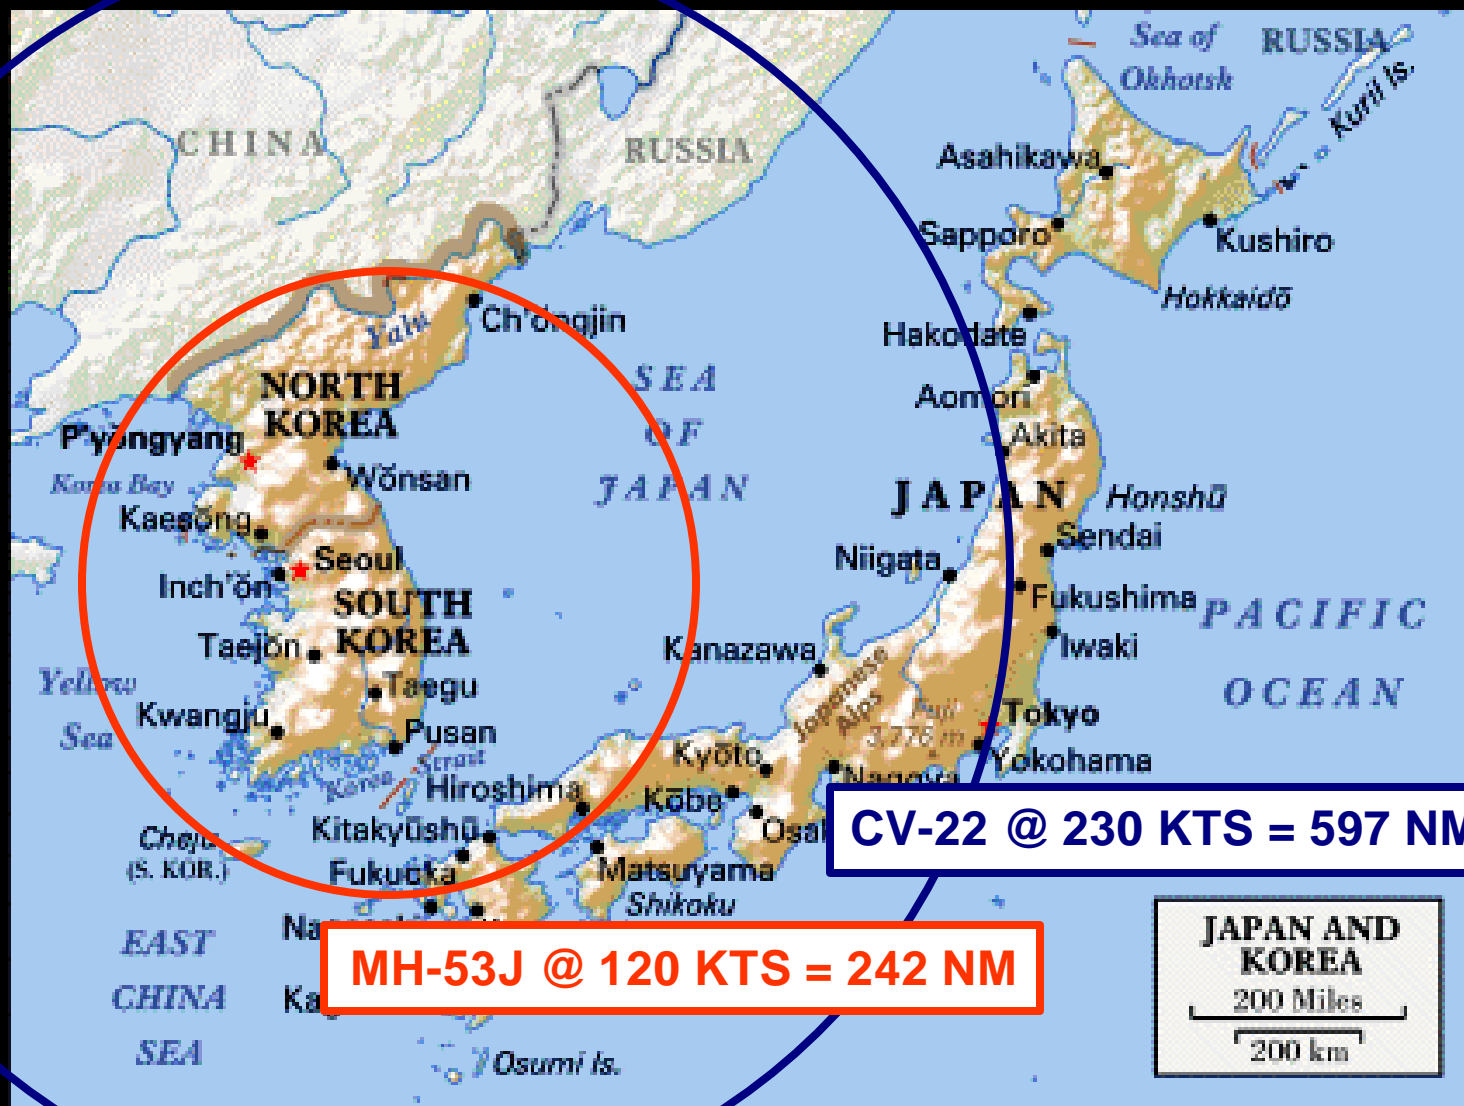 Sea of
Okhotsk
RUSSIA
Kuril Is.
CHINA
RUSSIA
Asahikawa
Sapporo
Kushiro
Hokkaidō
Hakodate
Ch'ŏngjin
Yalu
NORTH
KOREA
SEA
OF
JAPAN
Aomori
Akita
P'yŏngyang
Korea Bay
Wŏnsan
JAPAN
Honshū
Kaesŏng
Seoul
Sendai
Inch'ŏn
Niigata
SOUTH
KOREA
Fukushima
PACIFIC
OCEAN
Taejŏn
Kanazawa
Iwaki
Yellow
Sea
Taegu
Japanese
Alps
Kwangju
Pusan
Fuji
3,776 m
Tokyo
Yokohama
Korea
Strait
Kyōto
Nagoya
Hiroshima
Kōbe
Kitakyūshū
CV-22 @ 230 KTS = 597 NM
Cheju
(S. KOR.)
Fukuoka
Matsuyama
Shikoku
EAST
CHINA
SEA
MH-53J @ 120 KTS = 242 NM
JAPAN AND
KOREA
200 Miles
200 km
Osumi Is.